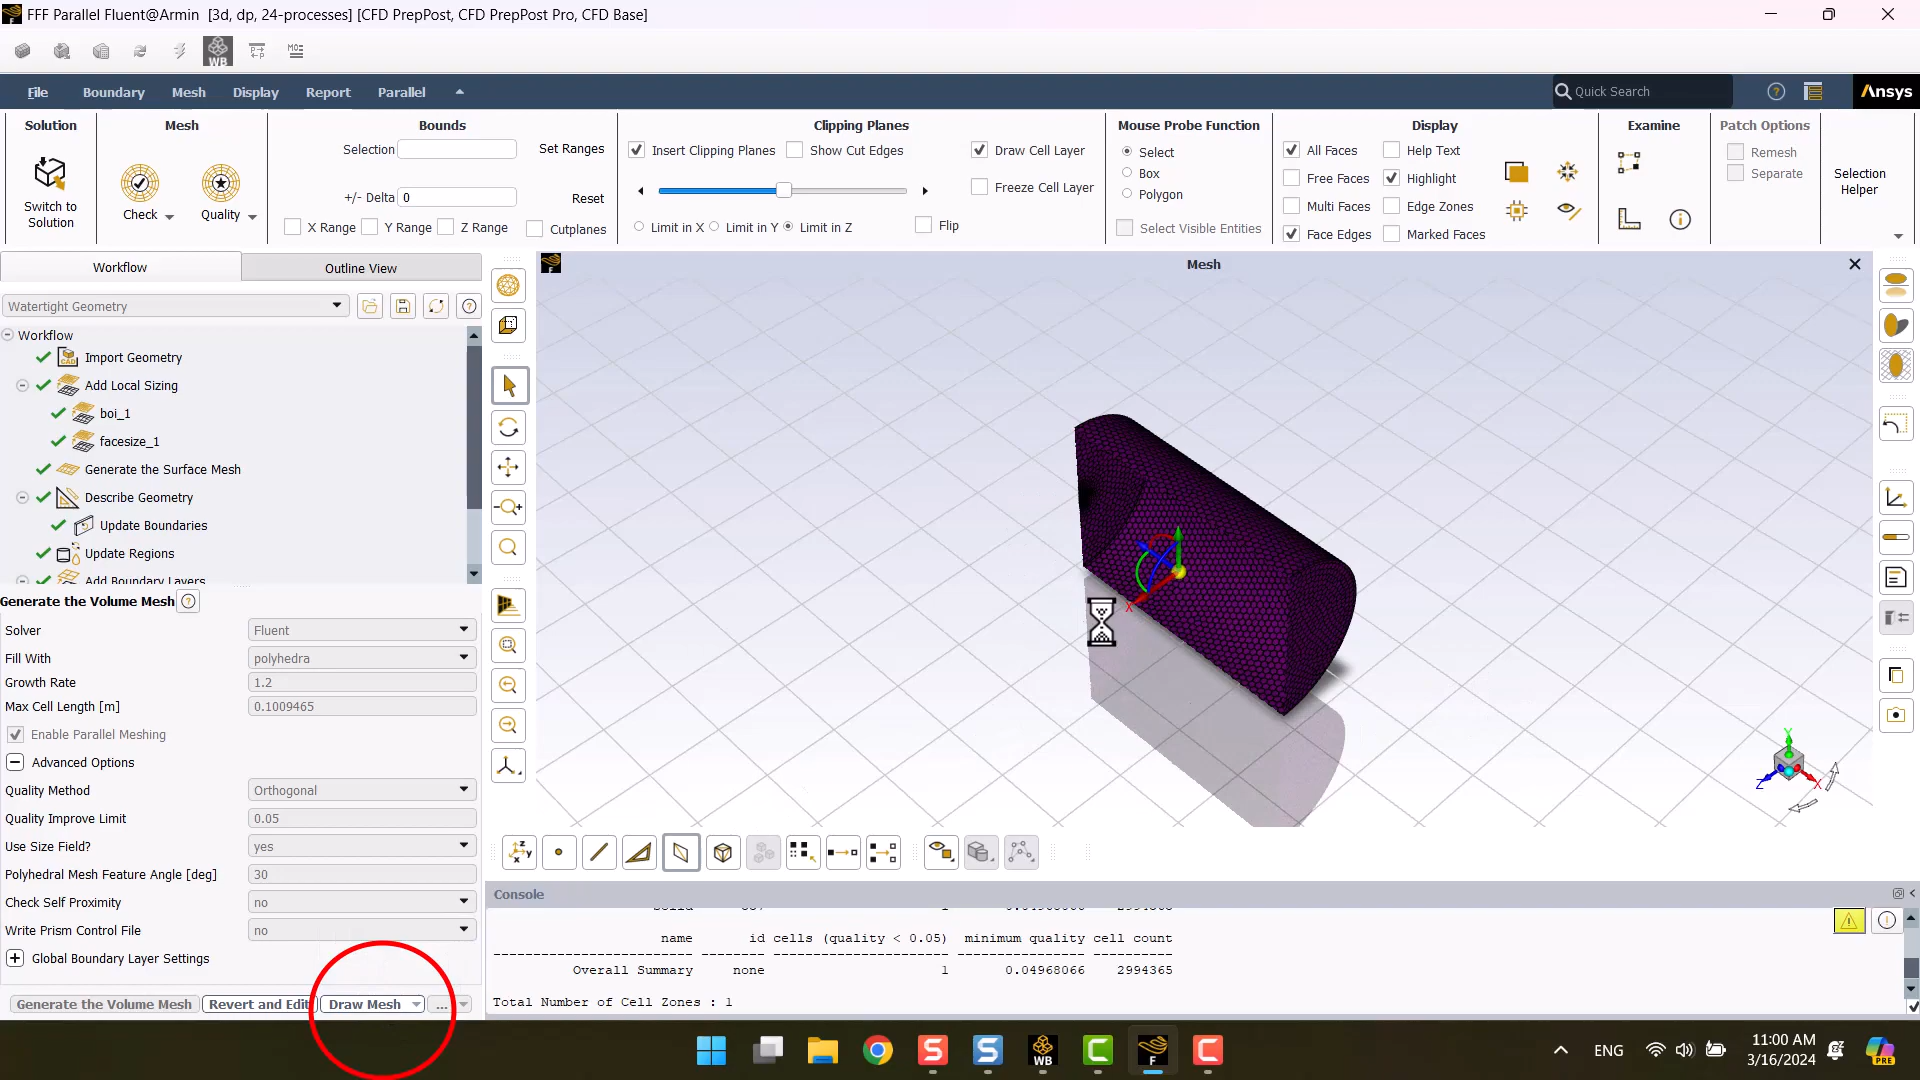 FFF Parallel Fluent@Armin [3d, dp, 24-processes] [CFD PrepPost, CFD PrepPost Pro, CFD Base]
WB
File Boundary Mesh Display Report Parallel Quick Search Ansys
Solution Mesh Bounds Clipping Planes Mouse Probe Function Display Examine Patch Options
Selection Set Ranges Insert Clipping Planes Show Cut Edges Draw Cell Layer Select All Faces Help Text Remesh
Box Free Faces Highlight Separate
Selection Helper
Switch to Solution Check Quality +/- Delta 0 Reset Freeze Cell Layer Polygon Multi Faces Edge Zones
X Range Y Range Z Range Cutplanes Limit in X Limit in Y Limit in Z Flip Select Visible Entities Face Edges Marked Faces
Workflow Outline View
Mesh
Watertight Geometry
Workflow
Import Geometry
Add Local Sizing
boi_1
facesize_1
Generate the Surface Mesh
Describe Geometry
Update Boundaries
Update Regions
Add Boundary Layers
Generate the Volume Mesh
Solver Fluent
Fill With polyhedra
Growth Rate 1.2
Max Cell Length [m] 0.1009465
Enable Parallel Meshing
Advanced Options
Quality Method Orthogonal
Quality Improve Limit 0.05
Use Size Field? yes
Polyhedral Mesh Feature Angle [deg] 30
Check Self Proximity no
Write Prism Control File no
Global Boundary Layer Settings
Generate the Volume Mesh Revert and Edit Draw Mesh ...
X
Y
Z X
Console
name id cells (quality < 0.05) minimum quality cell count
Overall Summary none 1 0.04968066 2994365
Total Number of Cell Zones : 1
ENG 11:00 AM
3/16/2024